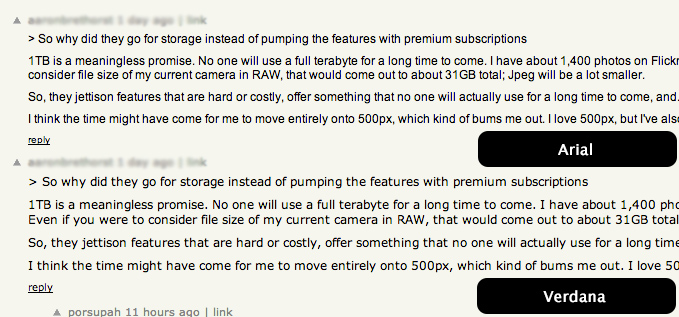 1 day ago | link
> So why did they go for storage instead of pumping the features with premium subscriptions
1TB is a meaningless promise. No one will use a full terabyte for a long time to come. I have about 1,400 photos on Flickr
consider file size of my current camera in RAW, that would come out to about 31GB total; Jpeg will be a lot smaller.
So, they jettison features that are hard or costly, offer something that no one will actually use for a long time to come, and.
I think the time might have come for me to move entirely onto 500px, which kind of bums me out. I love 500px, but I've als
reply
Arial
1 day ago | link
> So why did they go for storage instead of pumping the features with premium subscriptions
1TB is a meaningless promise. No one will use a full terabyte for a long time to come. I have about 1,400 pho
Even if you were to consider file size of my current camera in RAW, that would come out to about 31GB total
So, they jettison features that are hard or costly, offer something that no one will actually use for a long time
I think the time might have come for me to move entirely onto 500px, which kind of bums me out. I love 50
reply
Verdana
porsupah 11 hours ago | link